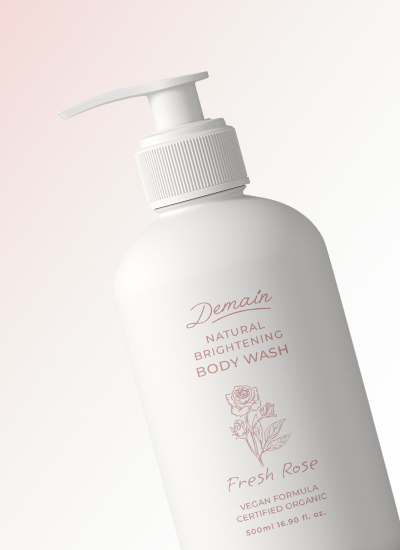 Demain
NATURAL
BRIGHTENING
BODY WASH
Fresh Rose
VEGAN FORMULA
CERTIFIED ORGANIC
500ml 16.90 fl. oz.